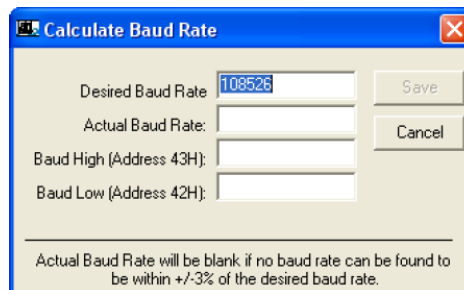 Calculate Baud Rate
Desired Baud Rate 108526 Save
Actual Baud Rate:
Cancel
Baud High (Address 43H):
Baud Low (Address 42H):
Actual Baud Rate will be blank if no baud rate can be found to
be within +/-3% of the desired baud rate.